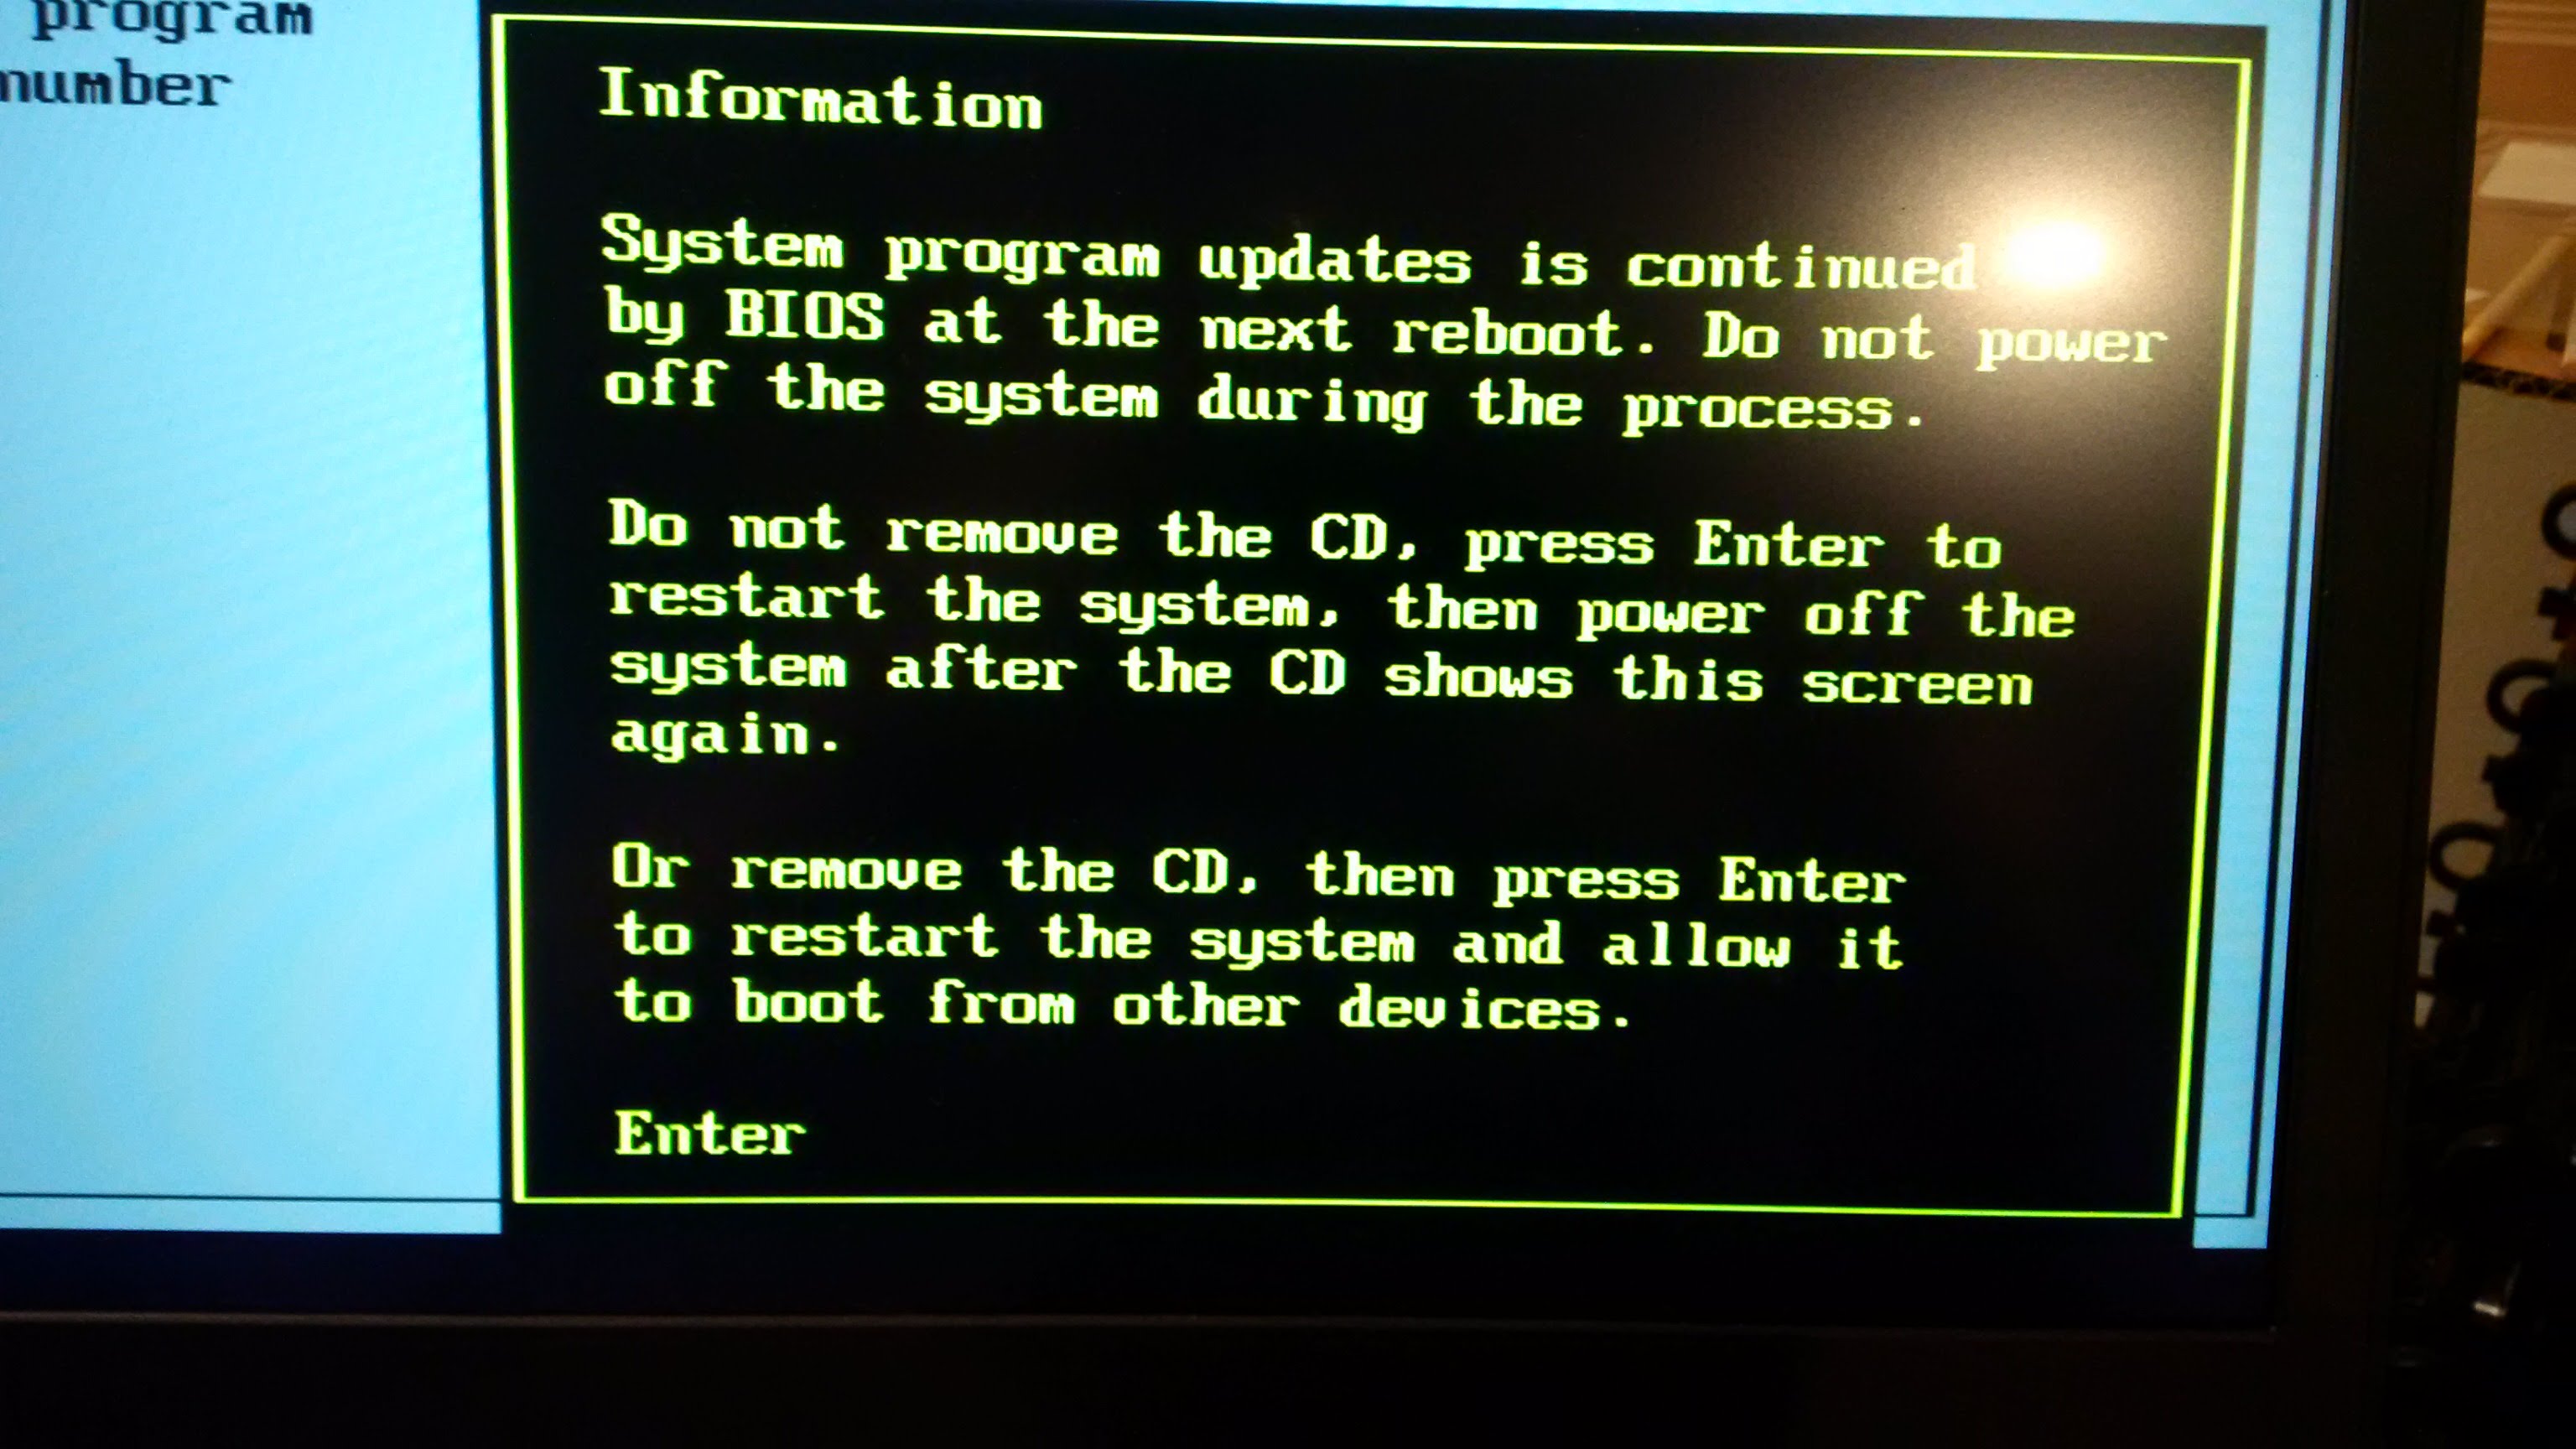 program
number
Information
System program updates is continued
by BIOS at the next reboot. Do not power
off the system during the process.
Do not remove the CD, press Enter to
restart the system, then power off the
system after the CD shows this screen
again.
Or remove the CD, then press Enter
to restart the system and allow it
to boot from other devices.
Enter